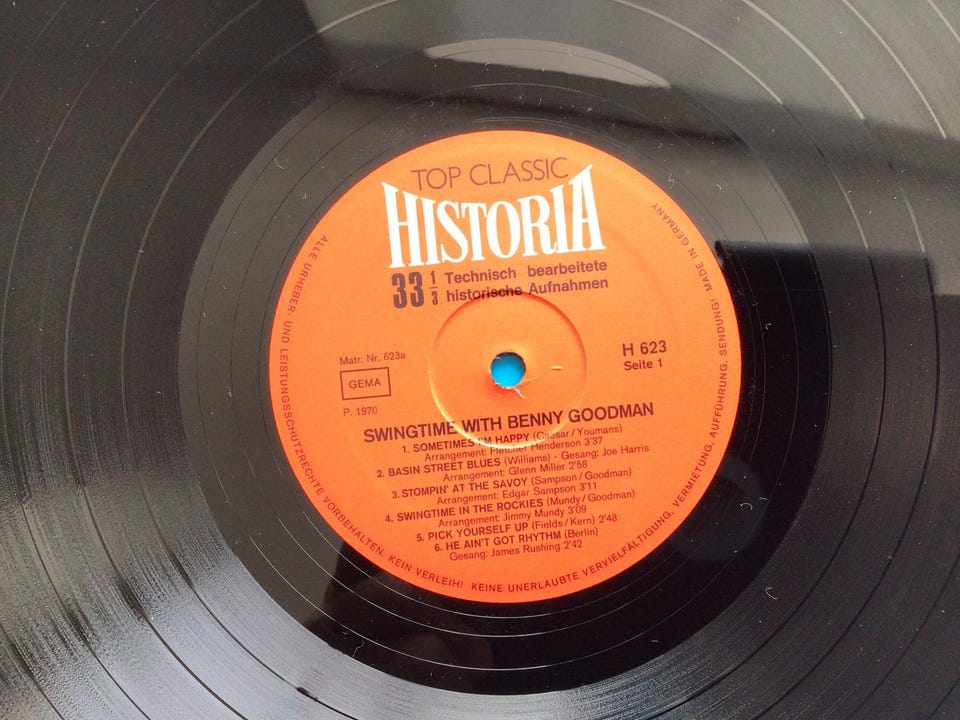 TOP CLASSIC
HISTORIA
33 1/3 Technisch bearbeitete
historische Aufnahmen
Matr. Nr. 623a
GEMA
P. 1970
H 623
Seite 1
SWINGTIME WITH BENNY GOODMAN
1. SOMETIMES I'M HAPPY (Caesar/Youmans)
Arrangement: Fletcher Henderson 3'37
2. BASIN STREET BLUES (Williams) - Gesang: Joe Harris
Arrangement: Glenn Miller 2'58
3. STOMPIN' AT THE SAVOY (Sampson/Goodman)
Arrangement: Edgar Sampson 3'11
4. SWINGTIME IN THE ROCKIES (Mundy/Goodman)
Arrangement: Jimmy Mundy 3'09
5. PICK YOURSELF UP (Fields/Kern) 2'48
6. HE AIN'T GOT RHYTHM (Berlin)
Gesang: James Rushing 2'42
ALLE URHEBER- UND LEISTUNGSSCHUTZRECHTE VORBEHALTEN. KEIN VERLEIH! KEINE UNERLAUBTE VERVIELFÄLTIGUNG, VERMIETUNG, AUFFÜHRUNG, SENDUNG! MADE IN GERMANY